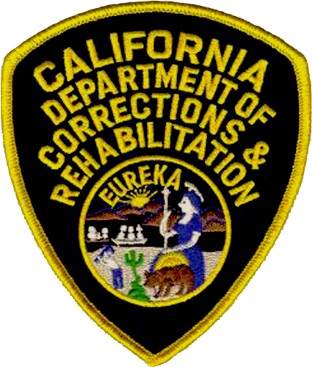 CALIFORNIA
DEPARTMENT OF
CORRECTIONS &
REHABILITATION
EUREKA